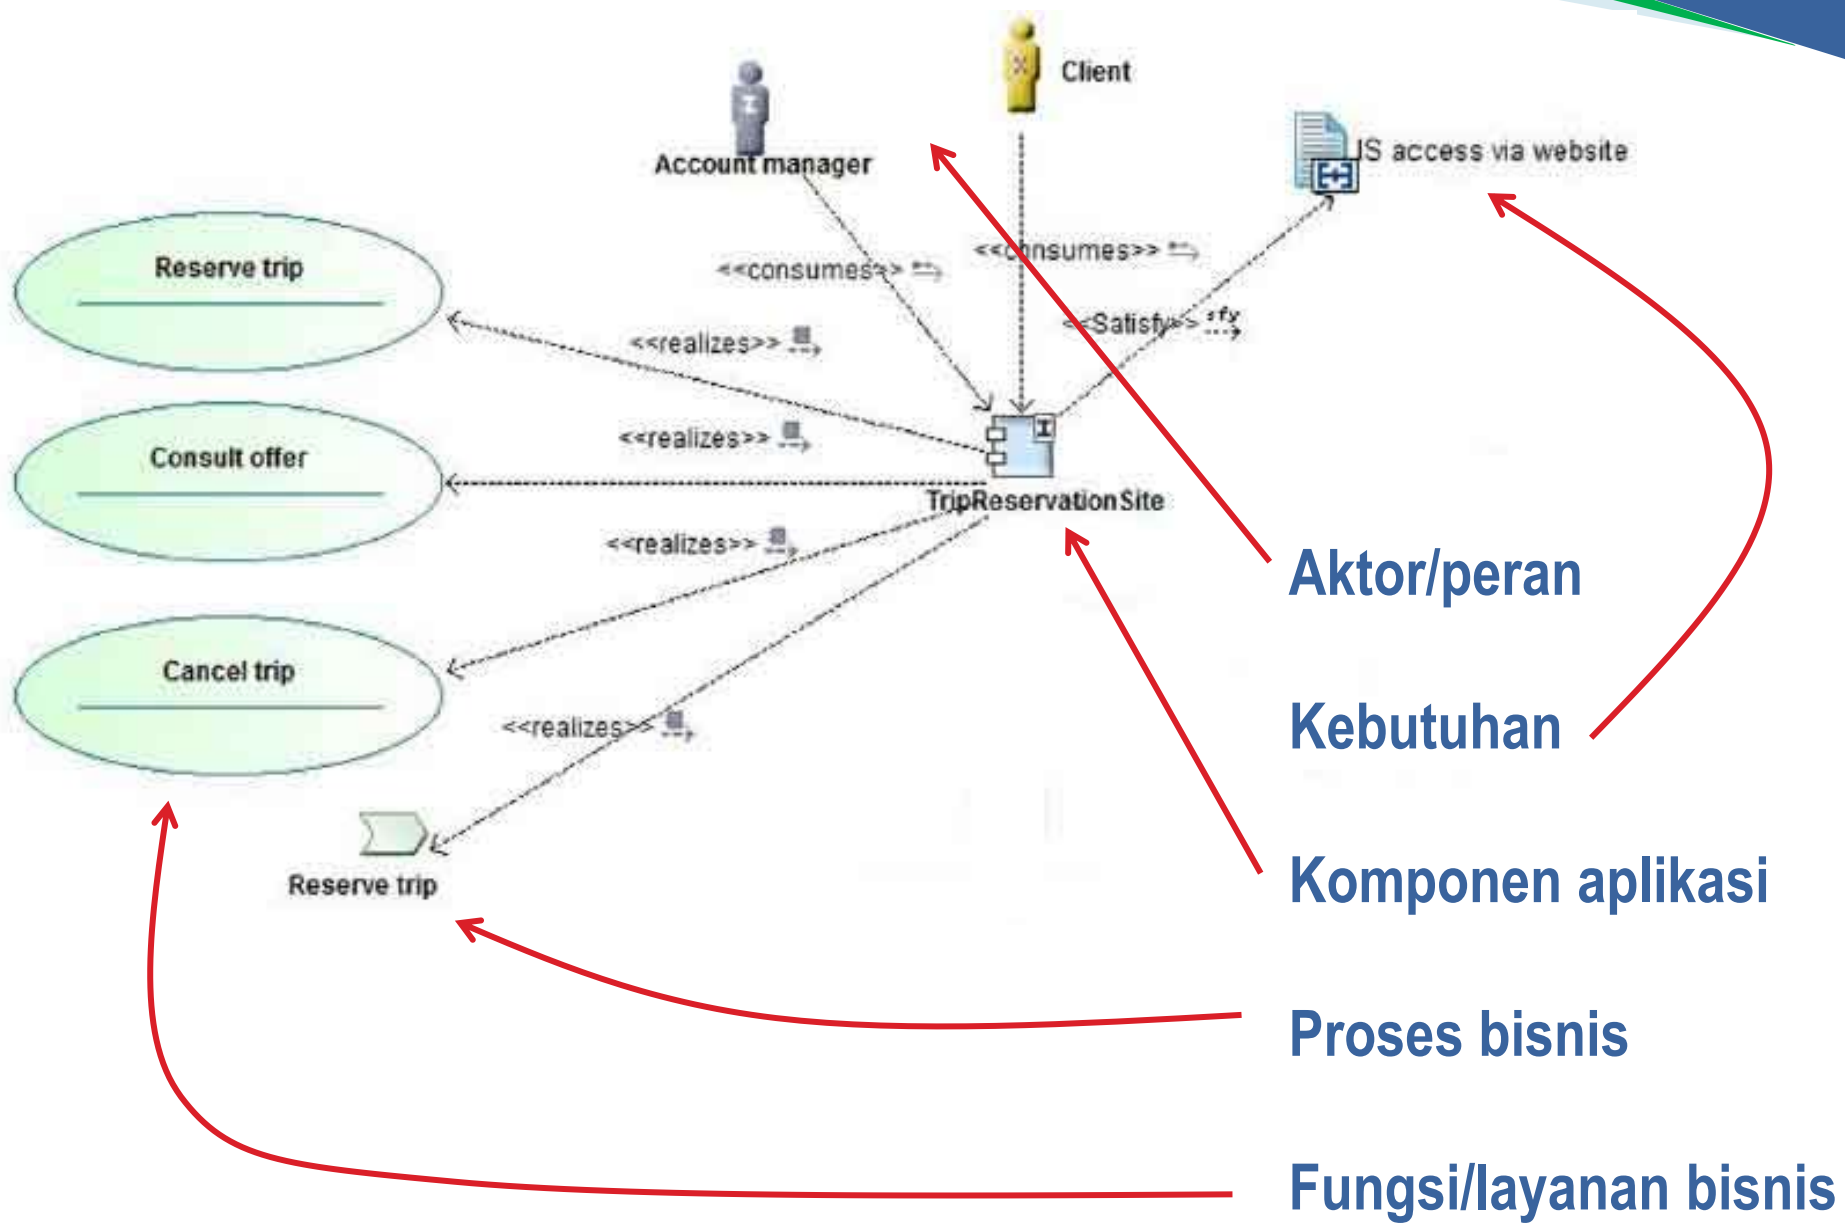 Client
Account manager
IS access via website
Reserve trip
<<consumes>>
<<consumes>>
<<Satisfy>> sfy
<<realizes>>
Consult offer
<<realizes>>
TripReservationSite
<<realizes>>
Aktor/peran
Cancel trip
<<realizes>>
Kebutuhan
Reserve trip
Komponen aplikasi
Proses bisnis
Fungsi/layanan bisnis